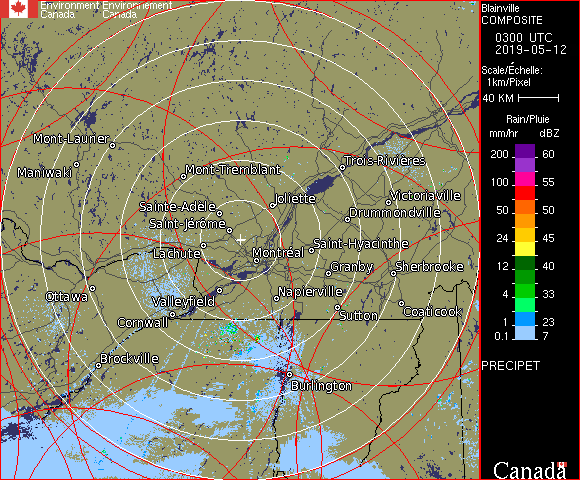 Environment Environnement
Canada Canada
Blainville
COMPOSITE
0300 UTC
2019-05-12
Scale/Échelle:
1km/Pixel
40 KM
Rain/Pluie
mm/hr dBZ
200 60
150 57
100 55
50 50
24 45
12 40
4 33
1 23
0.1 7
PRECIPET
Canada
Mont-Laurier
Maniwaki
Mont-Tremblant
Trois-Rivières
Joliette
Victoriaville
Sainte-Adèle
Drummondville
Saint-Jérôme
Saint-Hyacinthe
Lachute
Montréal
Granby
Sherbrooke
Ottawa
Valleyfield
Napierville
Cornwall
Sutton
Coaticook
Brockville
Burlington